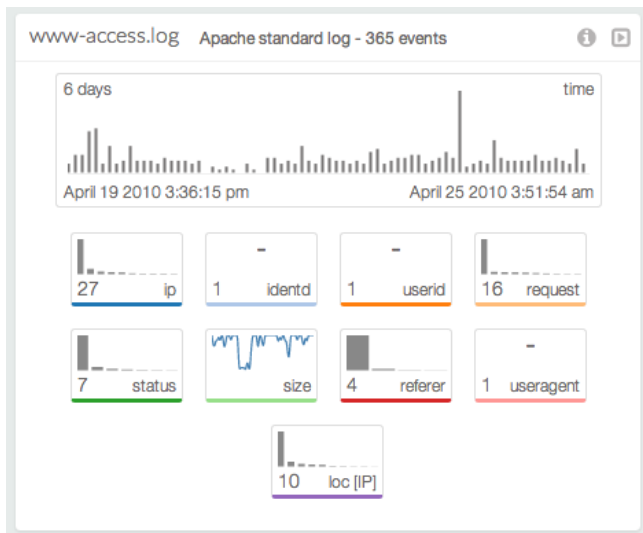 www-access.log Apache standard log - 365 events
6 days time
April 19 2010 3:36:15 pm April 25 2010 3:51:54 am
27 ip
- 1 identd
- 1 userid
16 request
7 status
size
4 referer
- 1 useragent
10 loc [IP]